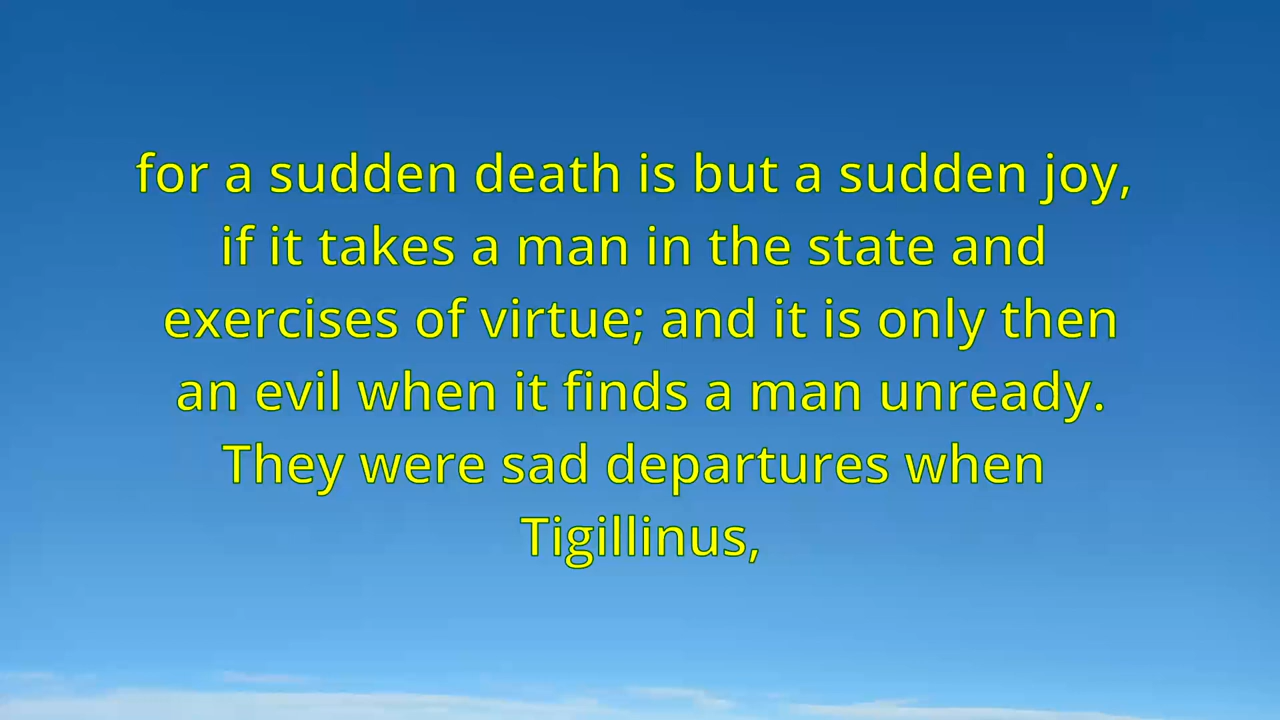 for a sudden death is but a sudden joy,
if it takes a man in the state and
exercises of virtue; and it is only then
an evil when it finds a man unready.
They were sad departures when
Tigillinus,